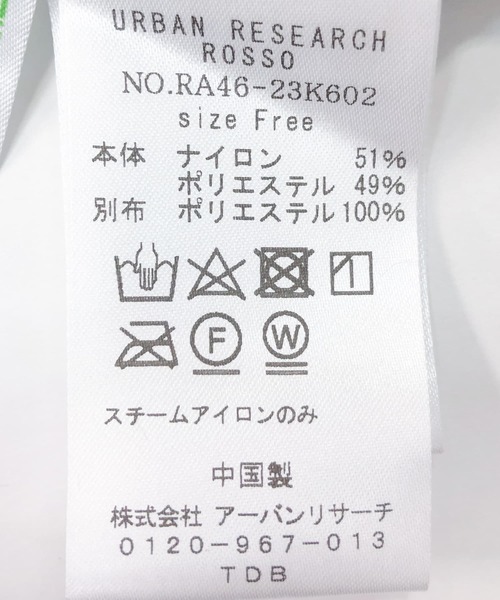 URBAN RESEARCH
ROSSO
NO.RA46-23K602
size Free
本体 ナイロン 51%
ポリエステル 49%
別布 ポリエステル 100%
F W
スチームアイロンのみ
中国製
株式会社 アーバンリサーチ
0120-967-013
TDB